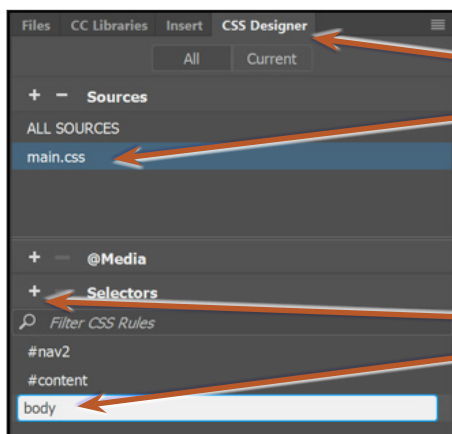 Files CC Libraries Insert CSS Designer
All Current
+ − Sources
ALL SOURCES
main.css
+ − @Media
+ − Selectors
Filter CSS Rules
#nav2
#content
body